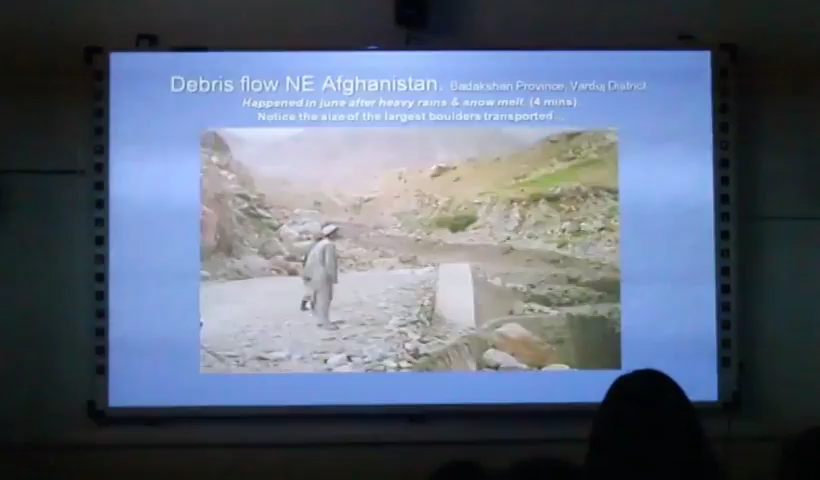 Debris flow NE Afghanistan. Badakshan Province, Varduj District
Happened in june after heavy rains & snow melt (4 mins)
Notice the size of the largest boulders transported...